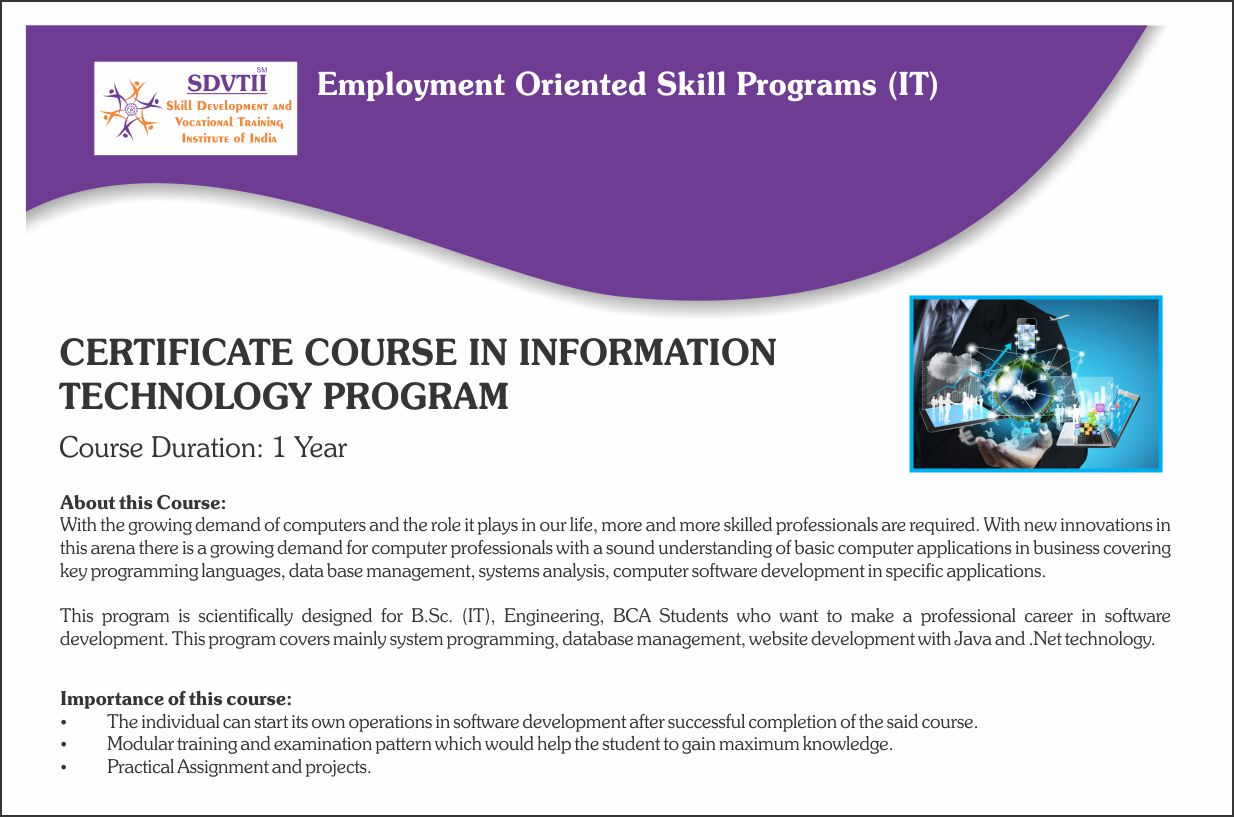 SDVTII SM
Skill Development and
Vocational Training
Institute of India
Employment Oriented Skill Programs (IT)
CERTIFICATE COURSE IN INFORMATION
TECHNOLOGY PROGRAM
Course Duration: 1 Year
About this Course:
With the growing demand of computers and the role it plays in our life, more and more skilled professionals are required. With new innovations in
this arena there is a growing demand for computer professionals with a sound understanding of basic computer applications in business covering
key programming languages, data base management, systems analysis, computer software development in specific applications.
This program is scientifically designed for B.Sc. (IT), Engineering, BCA Students who want to make a professional career in software
development. This program covers mainly system programming, database management, website development with Java and .Net technology.
Importance of this course:
• The individual can start its own operations in software development after successful completion of the said course.
• Modular training and examination pattern which would help the student to gain maximum knowledge.
• Practical Assignment and projects.